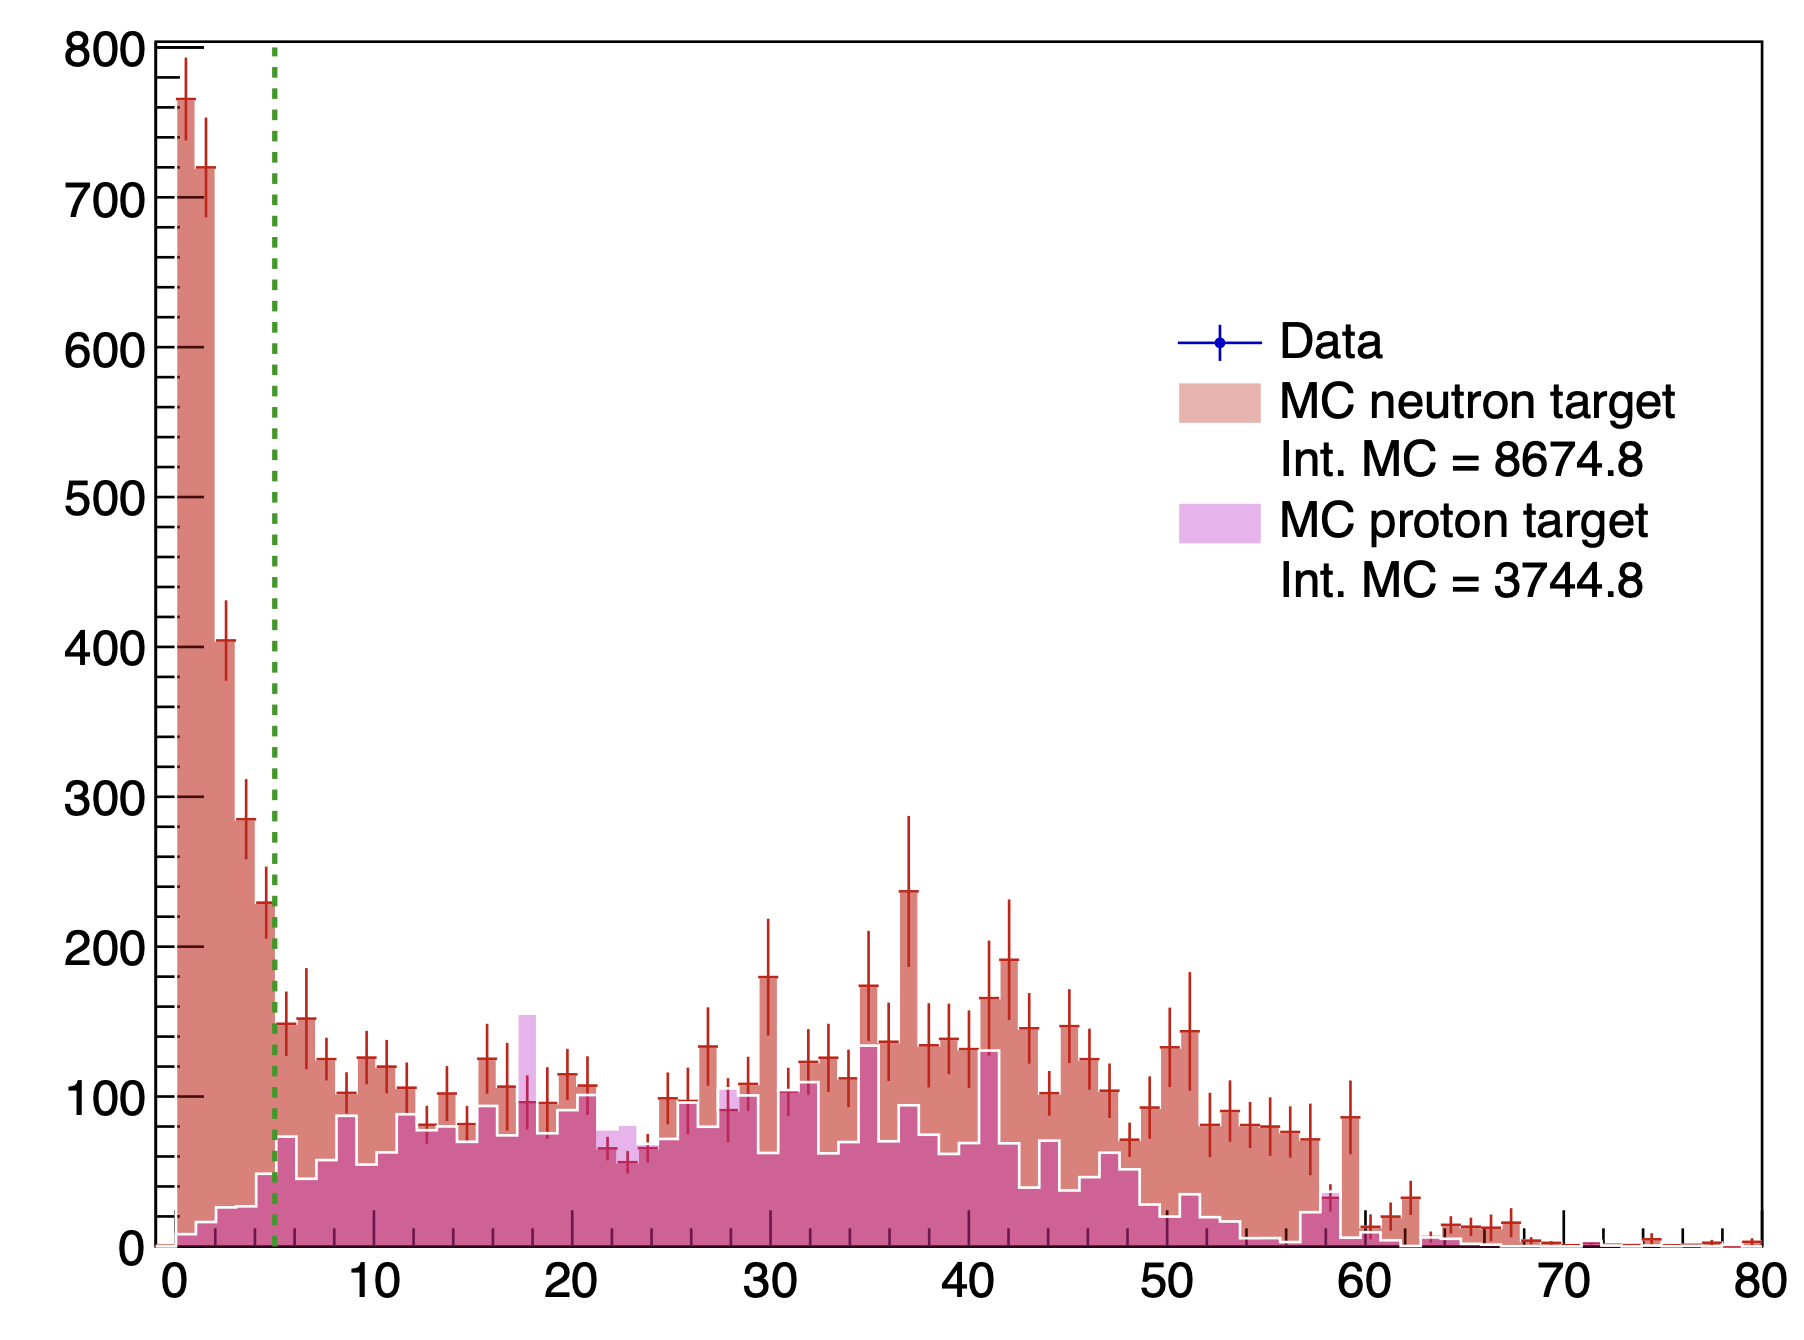 800
700
600
500
400
300
200
100
0
Data
MC neutron target
Int. MC = 8674.8
MC proton target
Int. MC = 3744.8
0 10 20 30 40 50 60 70 80